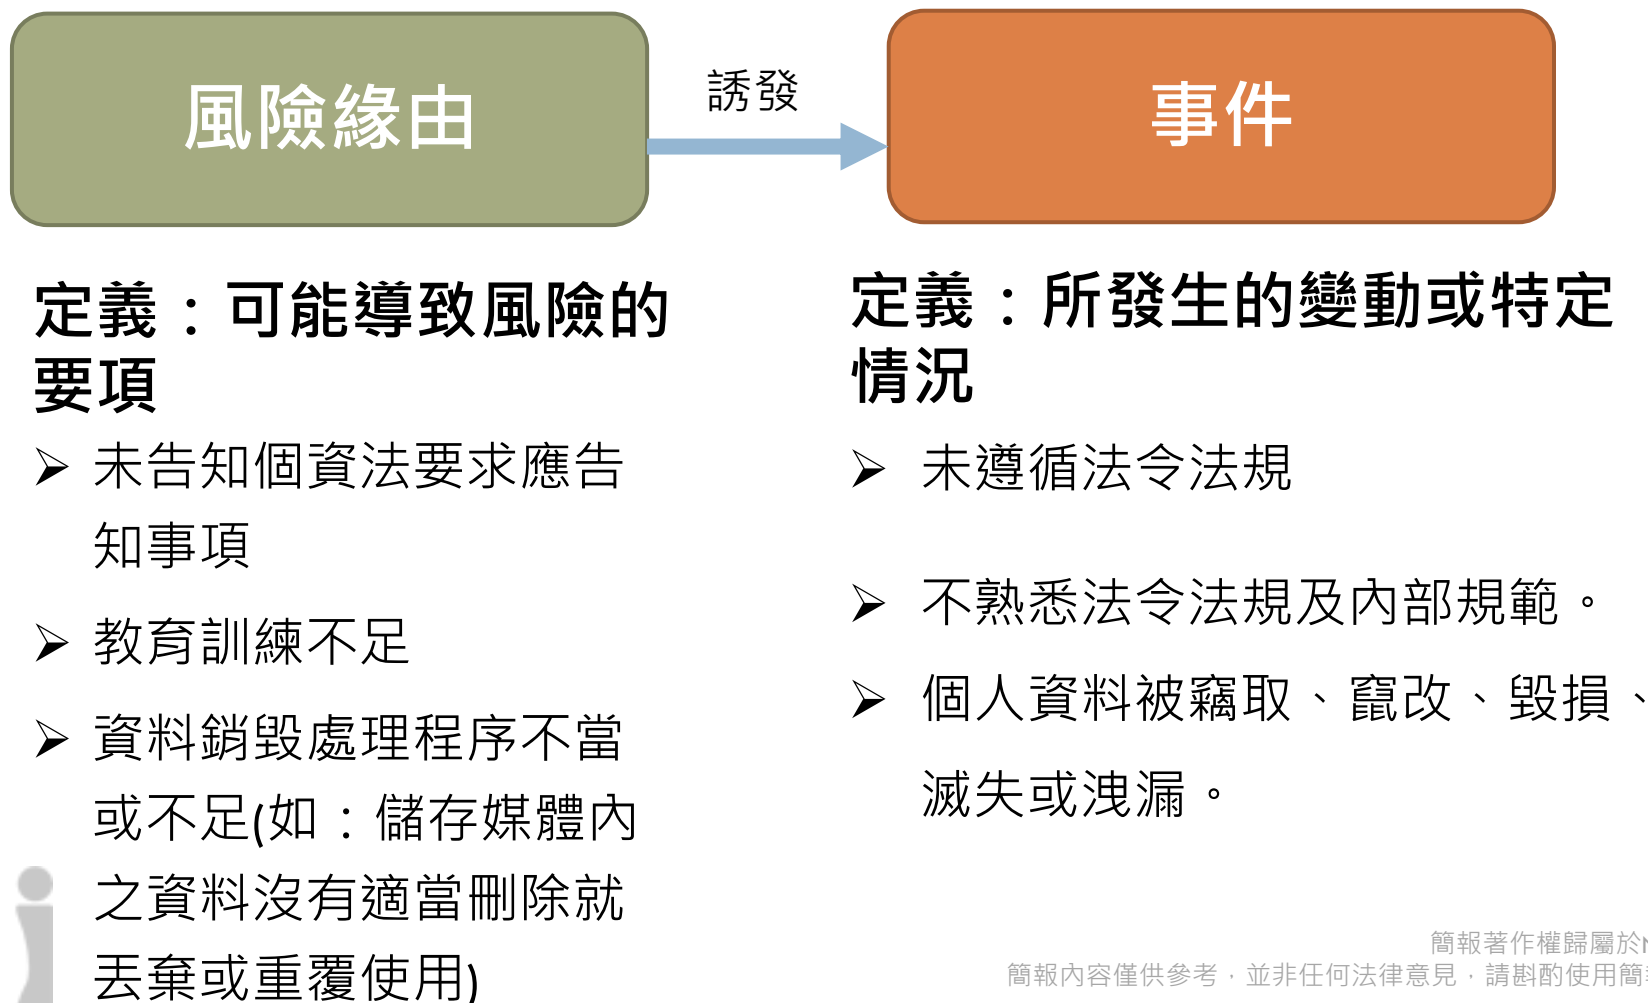 風險緣由
誘發
事件
定義：可能導致風險的
要項
➢ 未告知個資法要求應告
知事項
➢ 教育訓練不足
➢ 資料銷毀處理程序不當
或不足(如：儲存媒體內
之資料沒有適當刪除就
丟棄或重覆使用)
定義：所發生的變動或特定
情況
➢ 未遵循法令法規
➢ 不熟悉法令法規及內部規範。
➢ 個人資料被竊取、竄改、毀損、
滅失或洩漏。
簡報著作權歸屬於
簡報內容僅供參考，並非任何法律意見，請斟酌使用簡